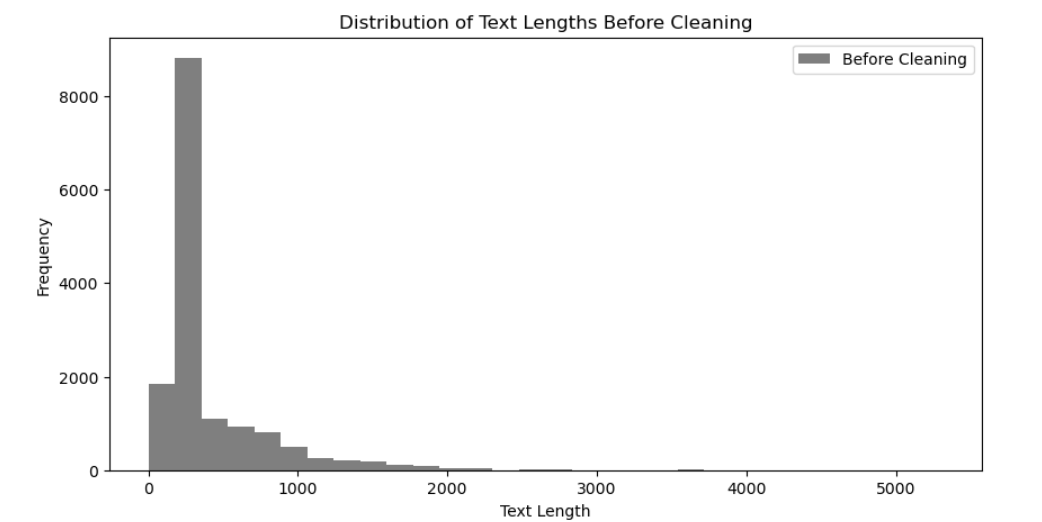 Distribution of Text Lengths Before Cleaning
Before Cleaning
8000
6000
4000
2000
0
Frequency
0 1000 2000 3000 4000 5000
Text Length